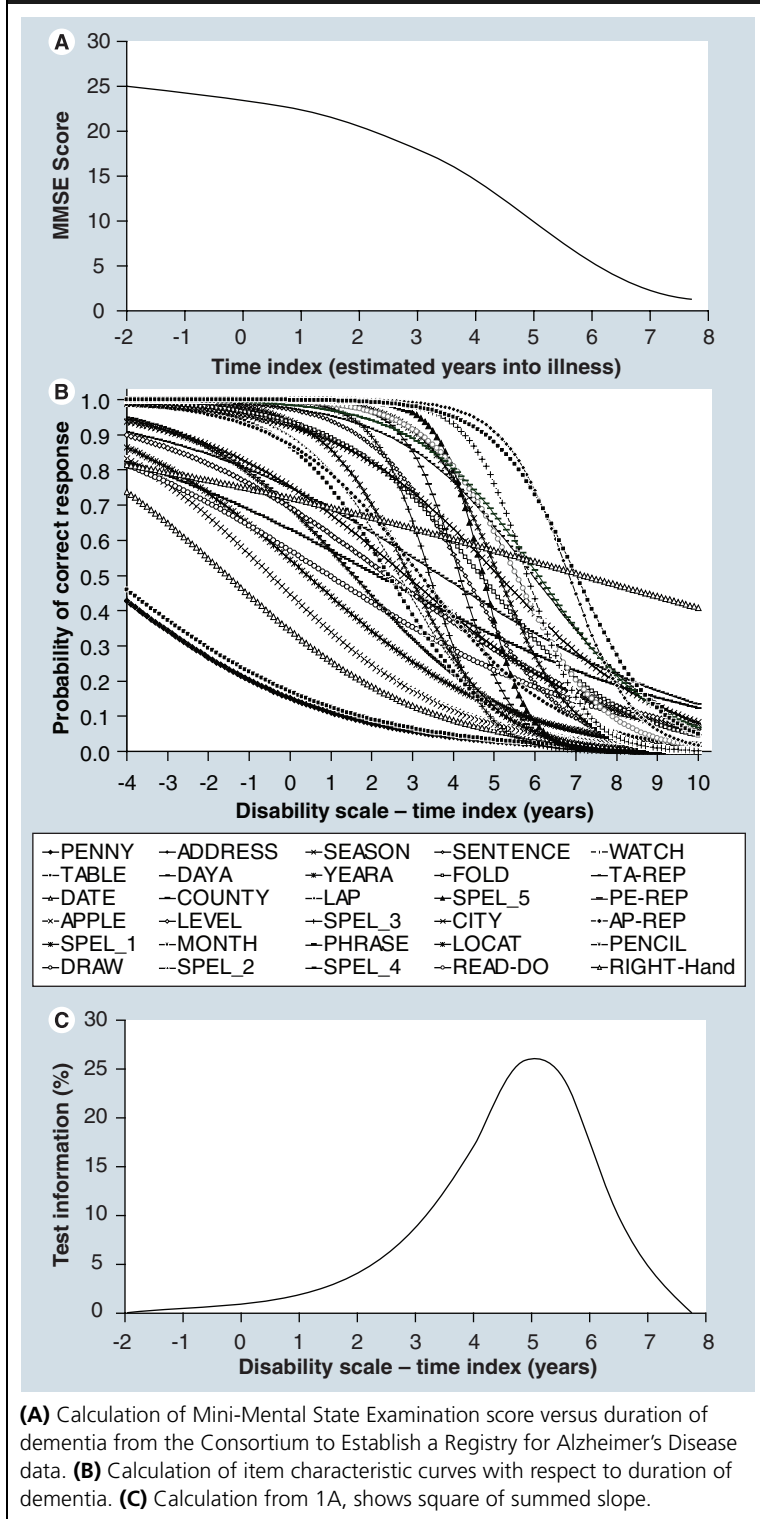 A
30
25
20
15
10
5
0
MMSE Score
-2 -1 0 1 2 3 4 5 6 7 8
Time index (estimated years into illness)
B
1.0
0.9
0.8
0.7
0.6
0.5
0.4
0.3
0.2
0.1
0.0
Probability of correct response
-4 -3 -2 -1 0 1 2 3 4 5 6 7 8 9 10
Disability scale – time index (years)
PENNY ADDRESS SEASON SENTENCE WATCH
TABLE DAYA YEARA FOLD TA-REP
DATE COUNTY LAP SPEL_5 PE-REP
APPLE LEVEL SPEL_3 CITY AP-REP
SPEL_1 MONTH PHRASE LOCAT PENCIL
DRAW SPEL_2 SPEL_4 READ-DO RIGHT-Hand
C
30
25
20
15
10
5
0
Test information (%)
-2 -1 0 1 2 3 4 5 6 7 8
Disability scale – time index (years)
(A) Calculation of Mini-Mental State Examination score versus duration of
dementia from the Consortium to Establish a Registry for Alzheimer's Disease
data. (B) Calculation of item characteristic curves with respect to duration of
dementia. (C) Calculation from 1A, shows square of summed slope.